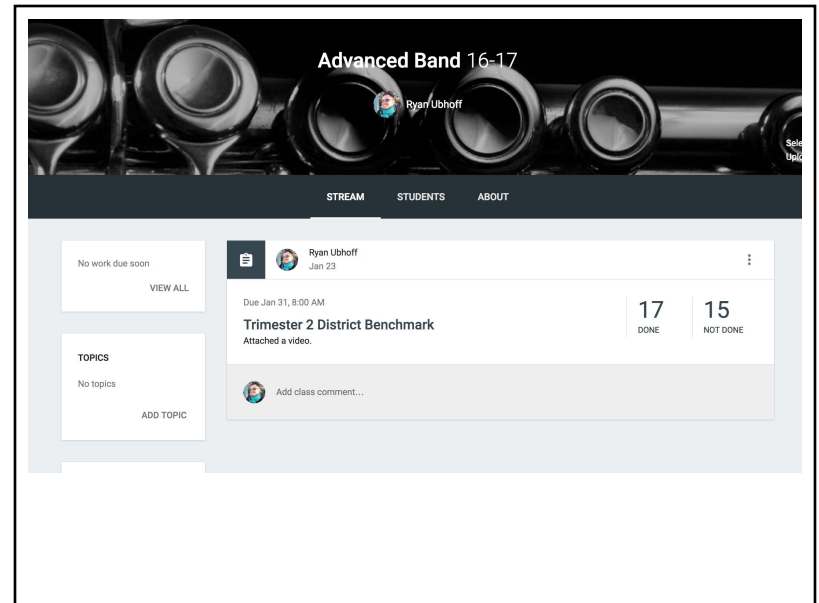 Advanced Band 16-17
Ryan Ubhoff
STREAM STUDENTS ABOUT
No work due soon
VIEW ALL
TOPICS
No topics
ADD TOPIC
Ryan Ubhoff
Jan 23
Due Jan 31, 8:00 AM
Trimester 2 District Benchmark
Attached a video.
17
DONE
15
NOT DONE
Add class comment...